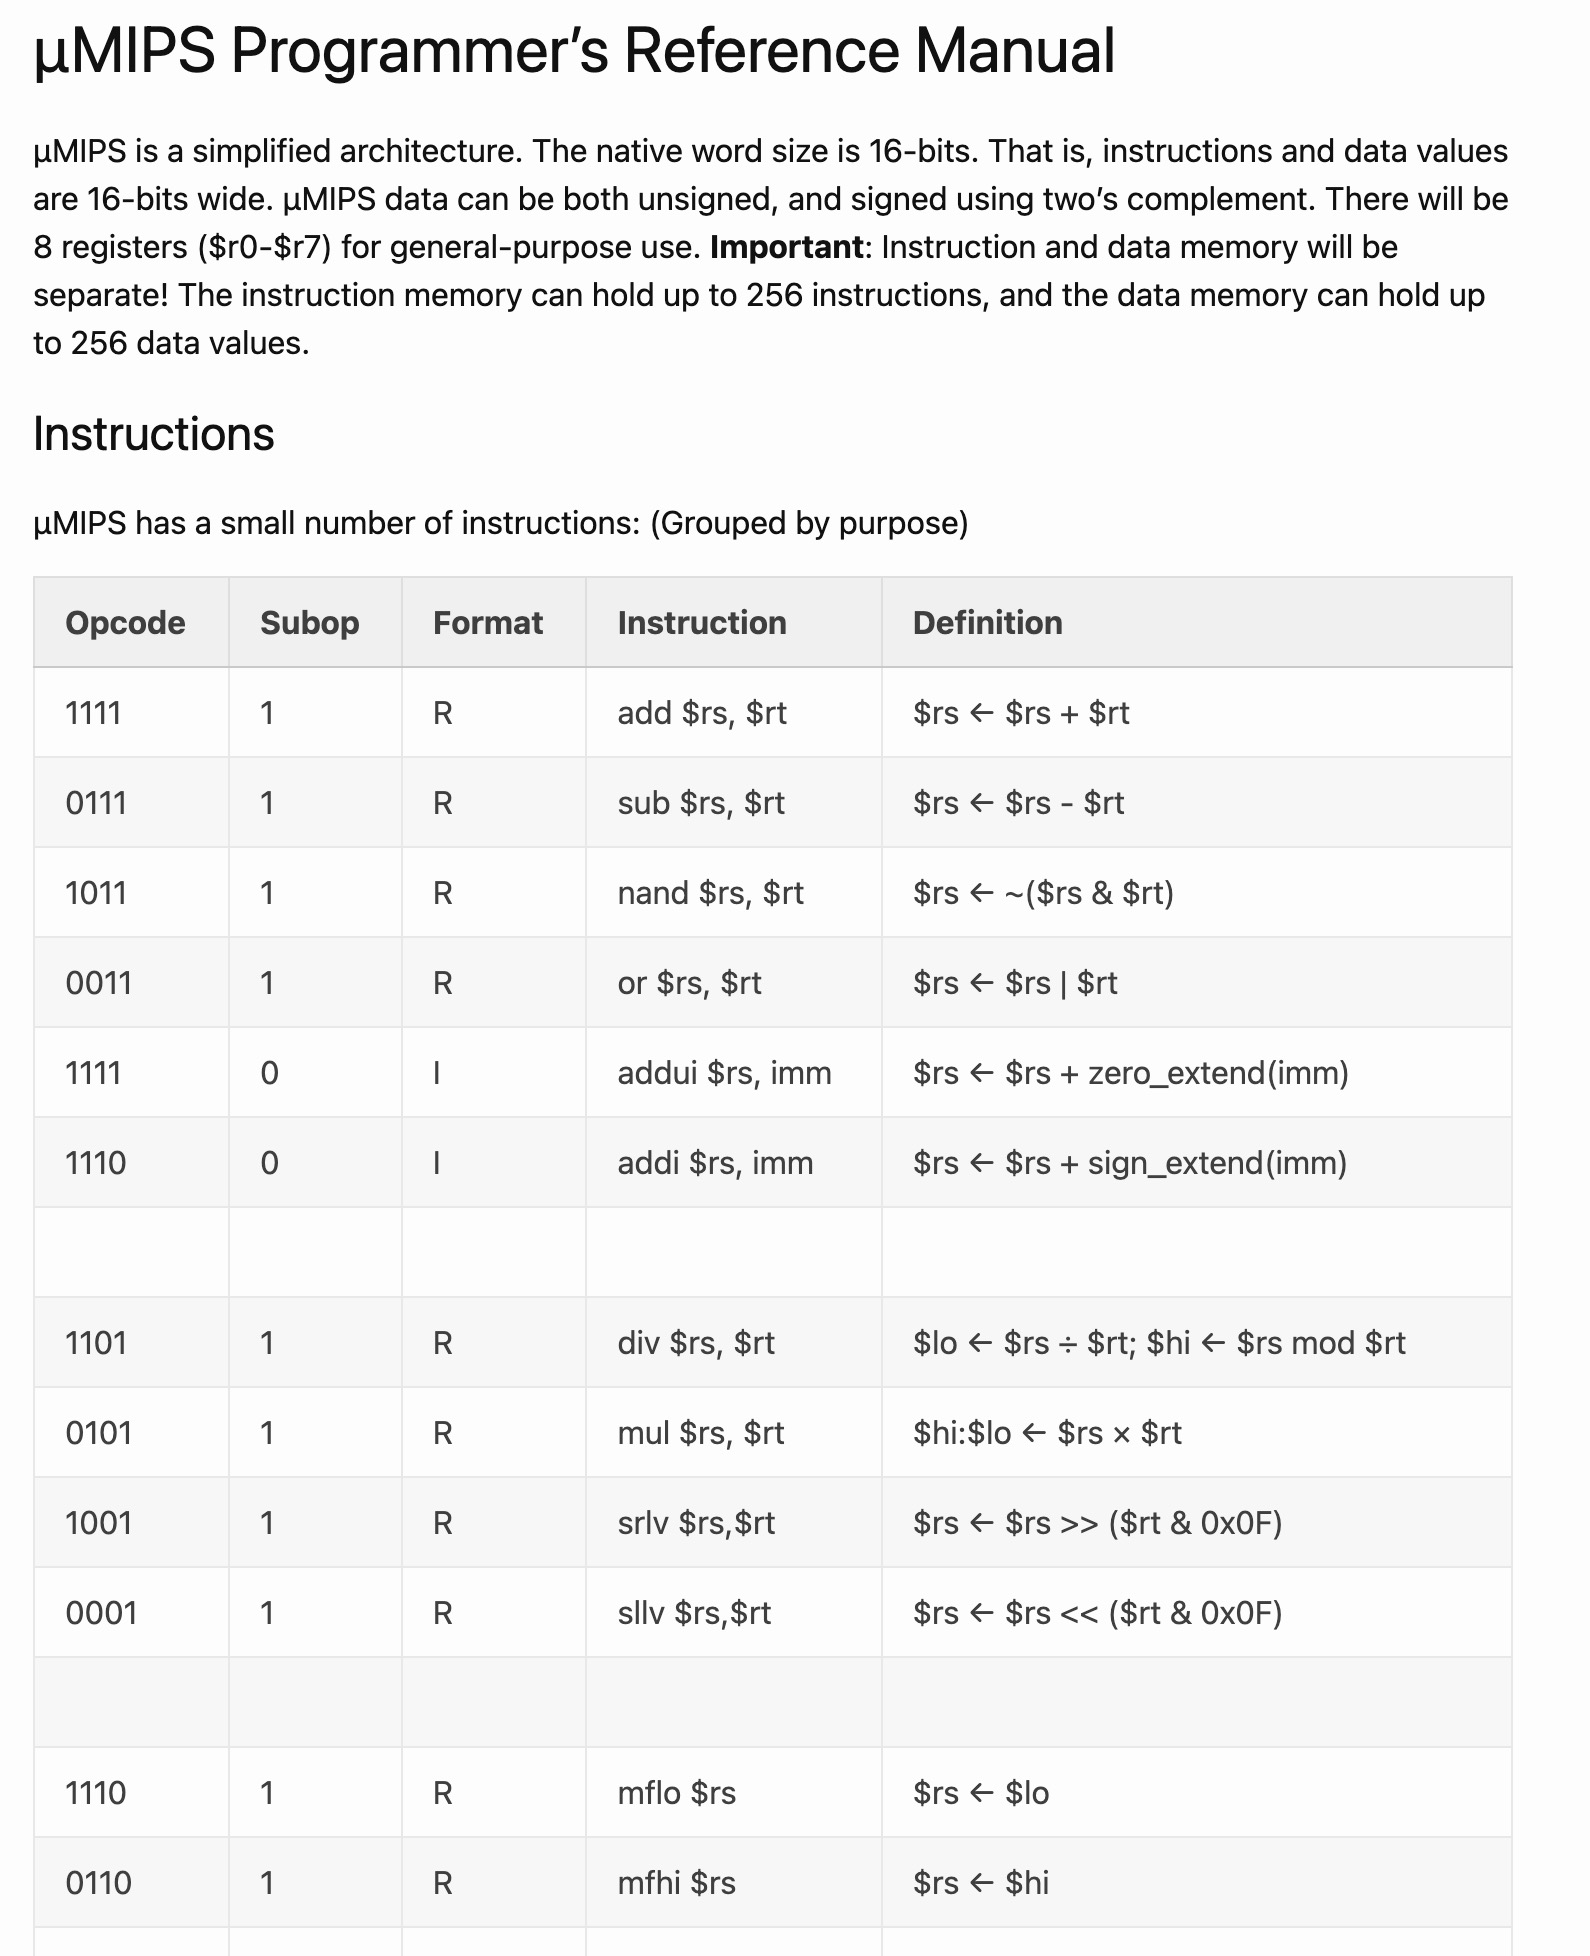 µMIPS Programmer’s Reference Manual
µMIPS is a simplified architecture. The native word size is 16-bits. That is, instructions and data values
are 16-bits wide. µMIPS data can be both unsigned, and signed using two’s complement. There will be
8 registers ($r0-$r7) for general-purpose use. Important: Instruction and data memory will be
separate! The instruction memory can hold up to 256 instructions, and the data memory can hold up
to 256 data values.
Instructions
µMIPS has a small number of instructions: (Grouped by purpose)
Opcode Subop Format Instruction Definition
1111 1 R add $rs, $rt $rs ← $rs + $rt
0111 1 R sub $rs, $rt $rs ← $rs - $rt
1011 1 R nand $rs, $rt $rs ← ~($rs & $rt)
0011 1 R or $rs, $rt $rs ← $rs | $rt
1111 0 I addui $rs, imm $rs ← $rs + zero_extend(imm)
1110 0 I addi $rs, imm $rs ← $rs + sign_extend(imm)
1101 1 R div $rs, $rt $lo ← $rs ÷ $rt; $hi ← $rs mod $rt
0101 1 R mul $rs, $rt $hi:$lo ← $rs × $rt
1001 1 R srlv $rs,$rt $rs ← $rs >> ($rt & 0x0F)
0001 1 R sllv $rs,$rt $rs ← $rs << ($rt & 0x0F)
1110 1 R mflo $rs $rs ← $lo
0110 1 R mfhi $rs $rs ← $hi